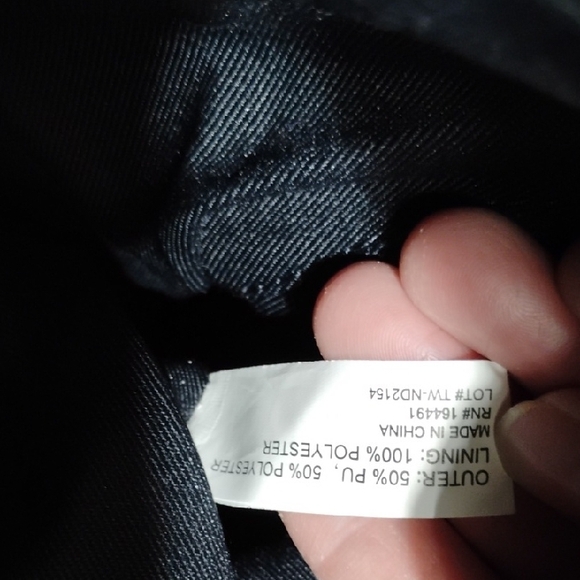 OUTER: 50% PU, 50% POLYESTER
LINING: 100% POLYESTER
MADE IN CHINA
RN# 164491
LOT# TW-ND2154